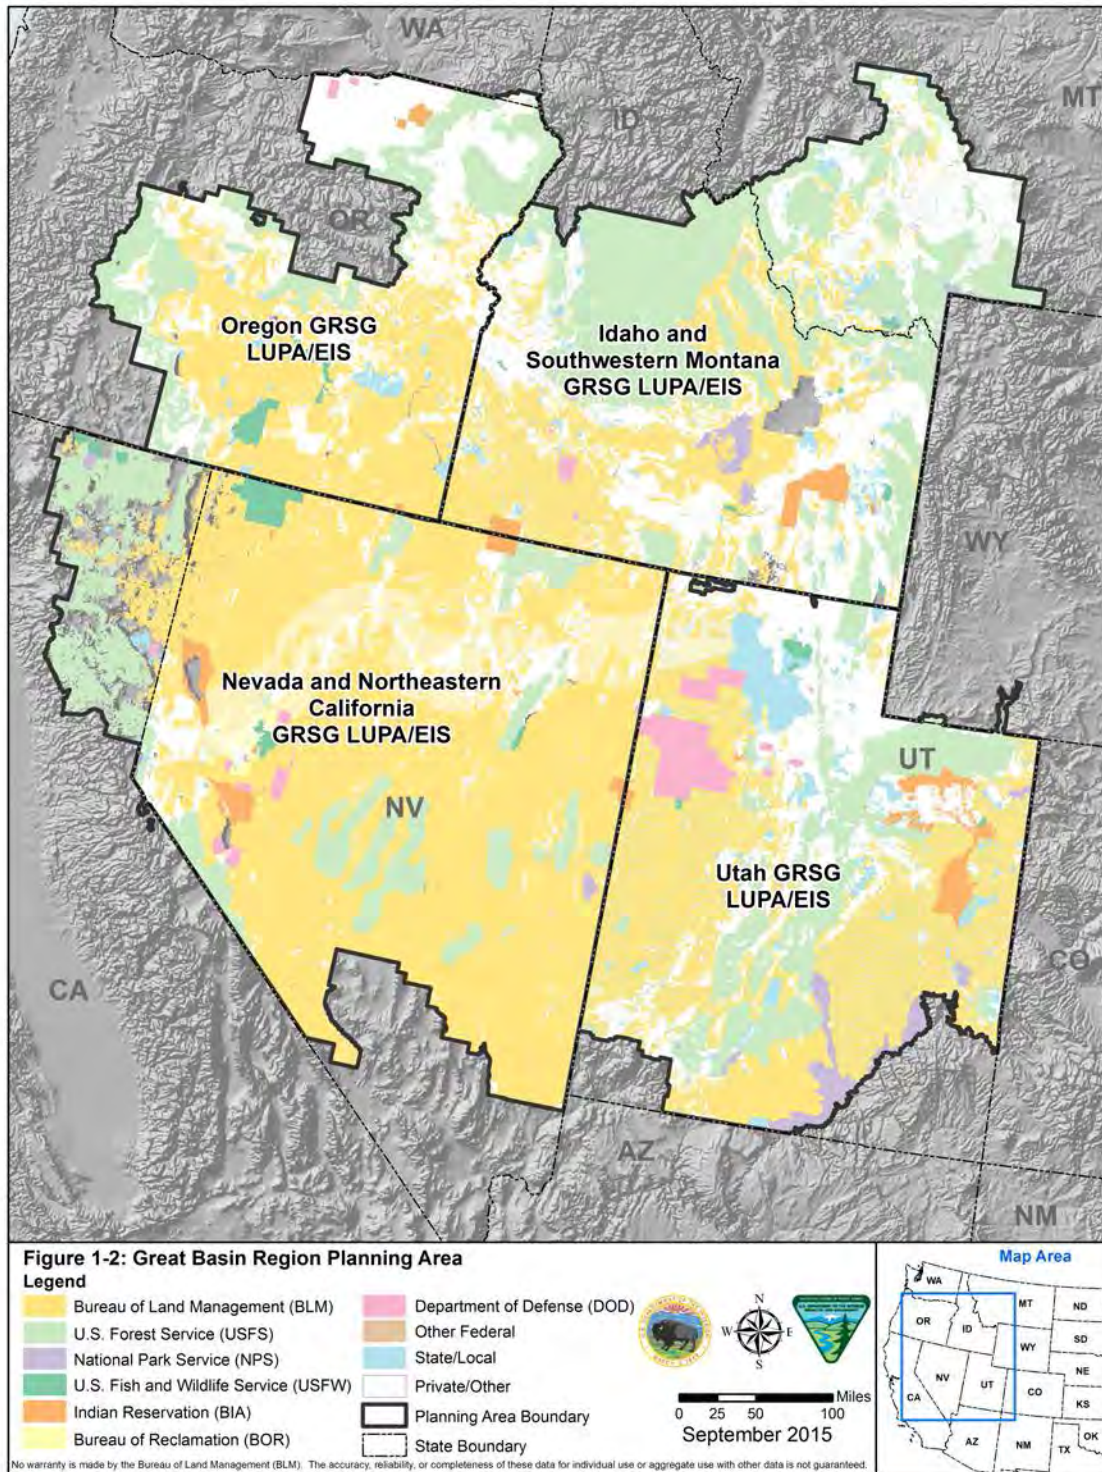 WA
ID
MT
OR
Oregon GRSG
LUPA/EIS
Idaho and
Southwestern Montana
GRSG LUPA/EIS
WY
Nevada and Northeastern
California
GRSG LUPA/EIS
NV
UT
Utah GRSG
LUPA/EIS
CA
CO
AZ
NM
Figure 1-2: Great Basin Region Planning Area
Legend
Bureau of Land Management (BLM)
U.S. Forest Service (USFS)
National Park Service (NPS)
U.S. Fish and Wildlife Service (USFW)
Indian Reservation (BIA)
Bureau of Reclamation (BOR)
Department of Defense (DOD)
Other Federal
State/Local
Private/Other
Planning Area Boundary
State Boundary
N
W E
S
Miles
0 25 50 100
September 2015
Map Area
WA
MT ND
OR ID
SD
WY
NE
NV UT
CA CO
KS
AZ NM OK
TX
No warranty is made by the Bureau of Land Management (BLM). The accuracy, reliability, or completeness of these data for individual use or aggregate use with other data is not guaranteed.